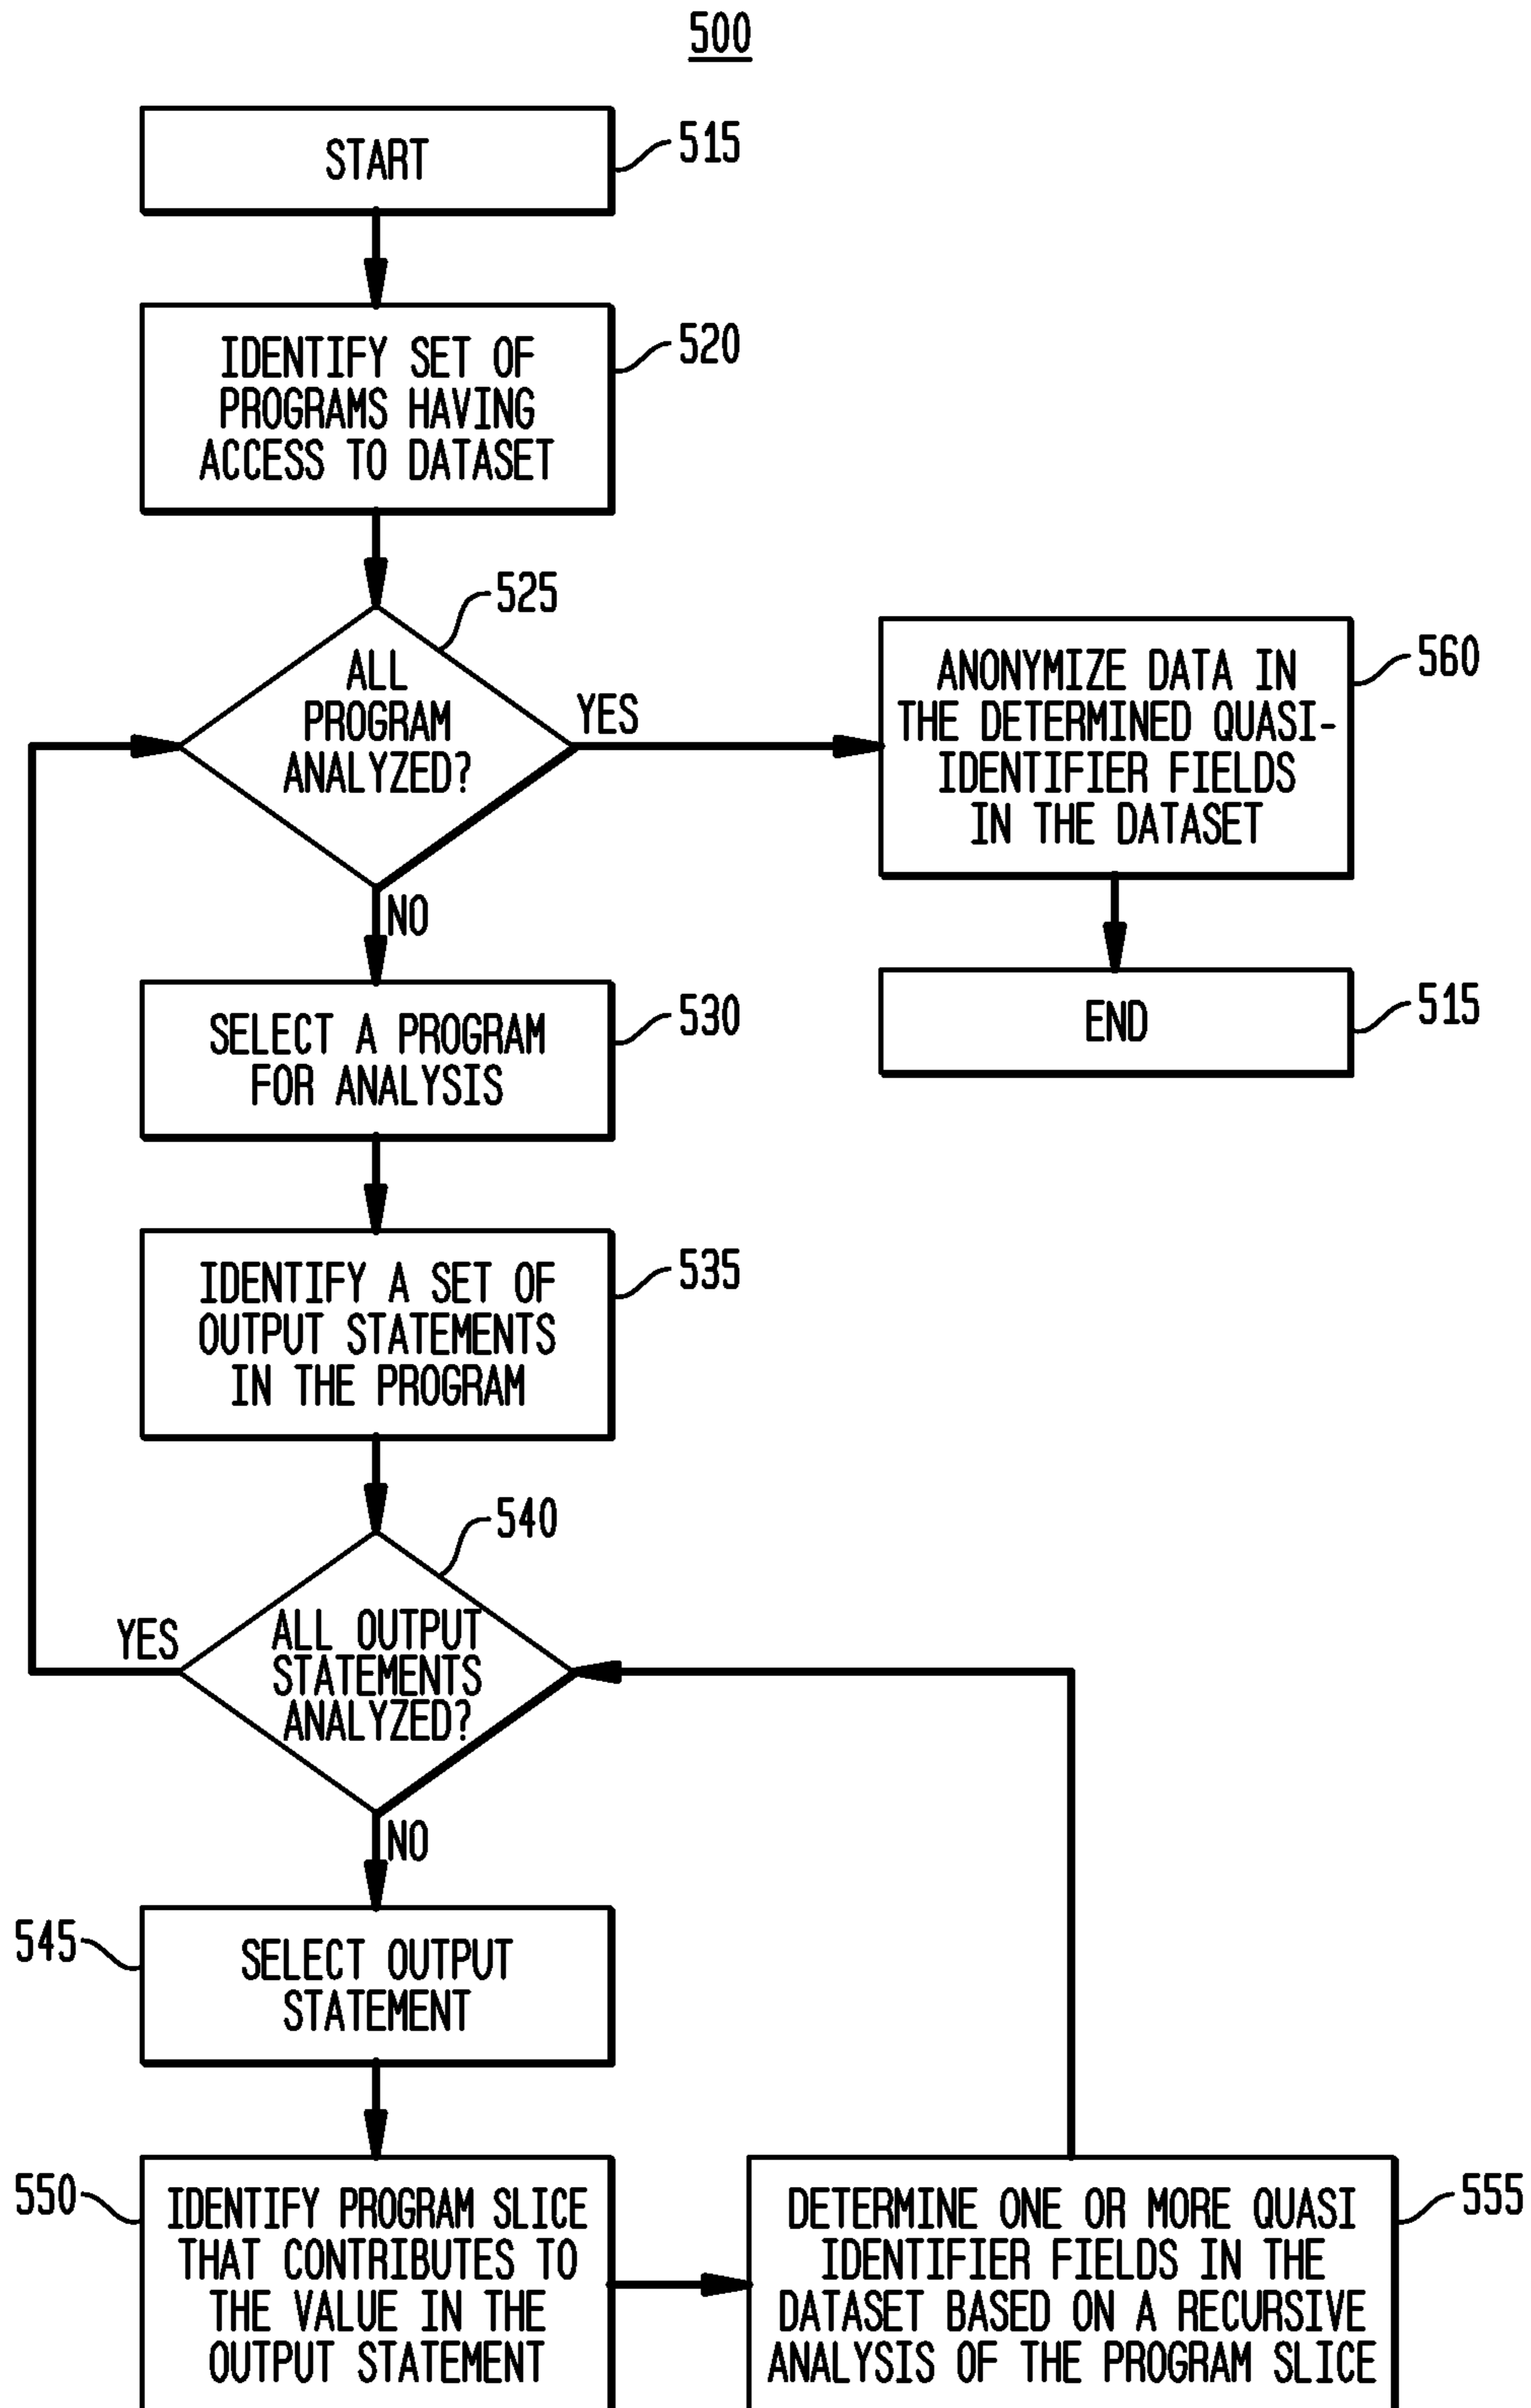 500
START
515
IDENTIFY SET OF
PROGRAMS HAVING
ACCESS TO DATASET
520
ALL
PROGRAM
ANALYZED?
525
YES
NO
ANONYMIZE DATA IN
THE DETERMINED QUASI-
IDENTIFIER FIELDS
IN THE DATASET
560
END
515
SELECT A PROGRAM
FOR ANALYSIS
530
IDENTIFY A SET OF
OUTPUT STATEMENTS
IN THE PROGRAM
535
ALL OUTPUT
STATEMENTS
ANALYZED?
540
YES
NO
545
SELECT OUTPUT
STATEMENT
550
IDENTIFY PROGRAM SLICE
THAT CONTRIBUTES TO
THE VALUE IN THE
OUTPUT STATEMENT
DETERMINE ONE OR MORE QUASI
IDENTIFIER FIELDS IN THE
DATASET BASED ON A RECURSIVE
ANALYSIS OF THE PROGRAM SLICE
555